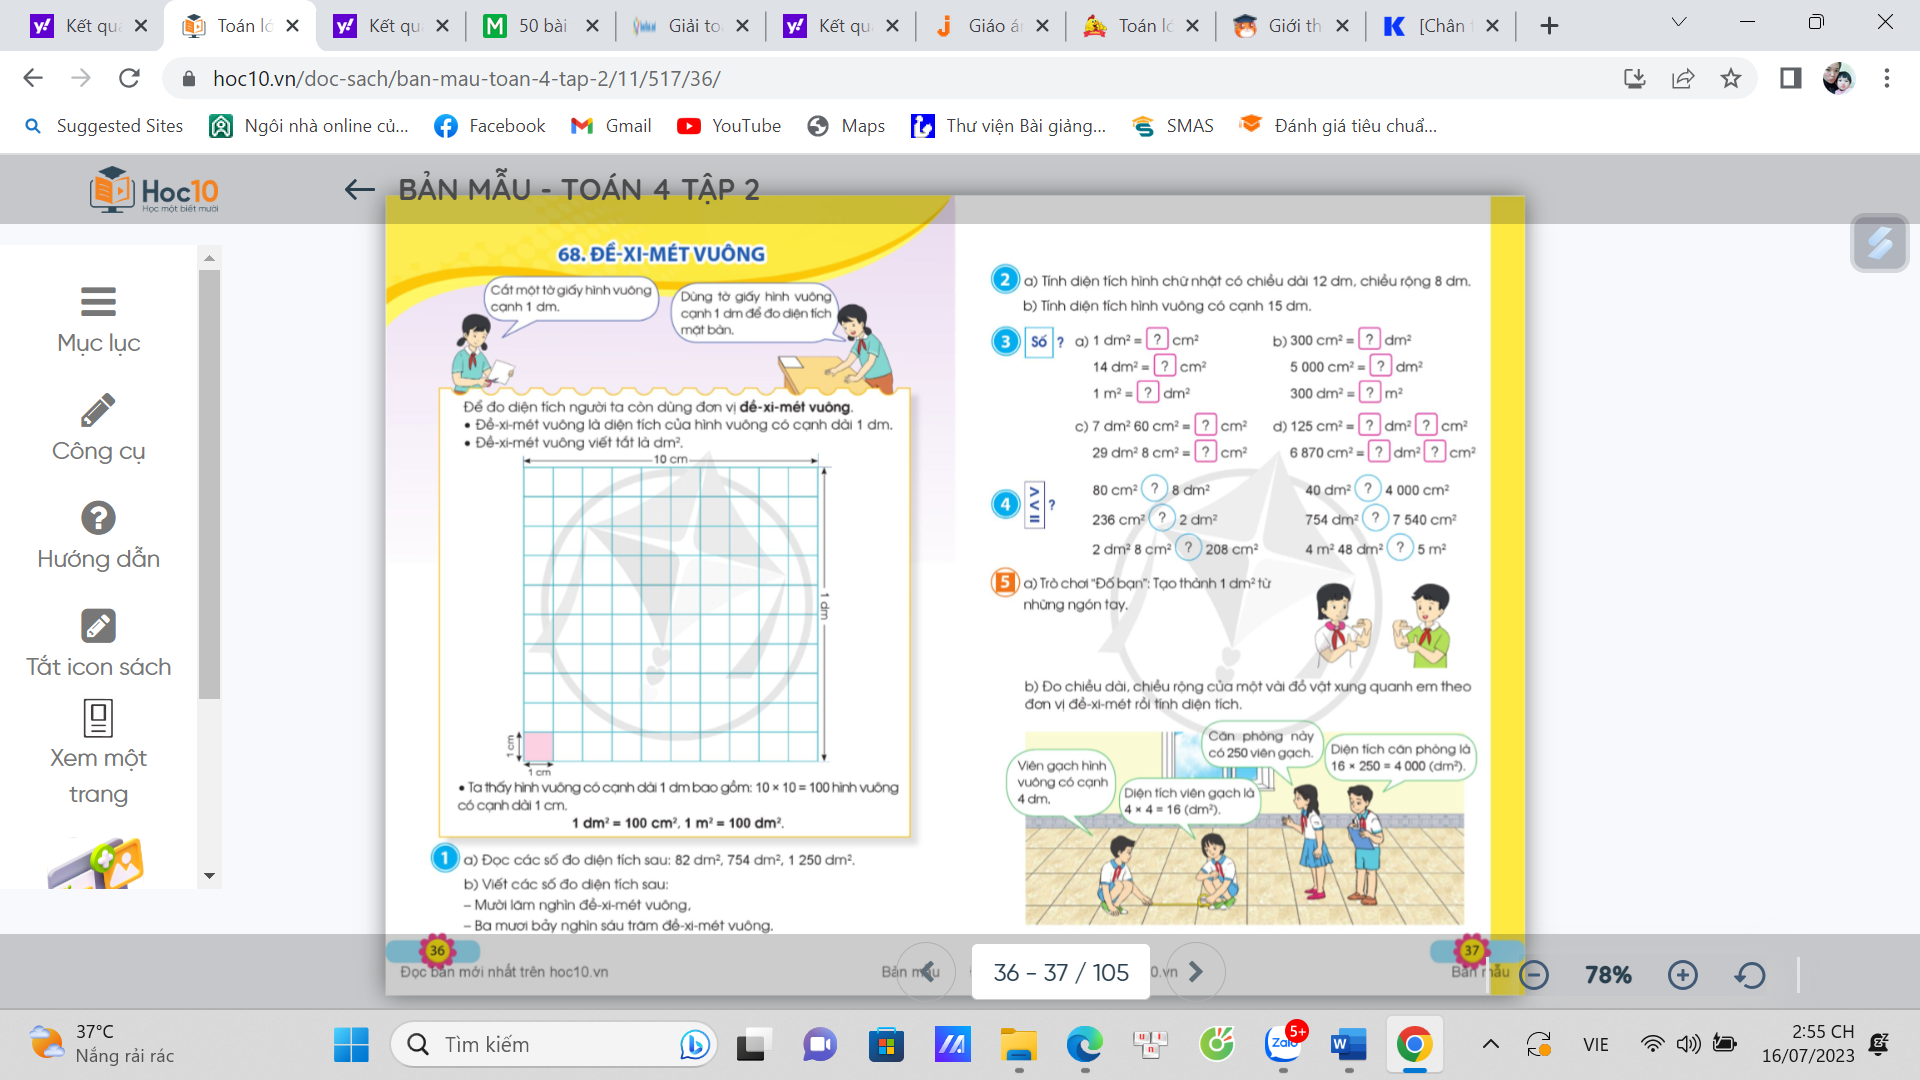 Kết quả
Toán ló
Kết qu
50 bài
Giải to
Kết qu
Giáo á
Toán ló
Giới th
[Chân t
hoc10.vn/doc-sach/ban-mau-toan-4-tap-2/11/517/36/
Suggested Sites
Ngôi nhà online củ...
Facebook
Gmail
YouTube
Maps
Thư viện Bài giảng...
SMAS
Đánh giá tiêu chuẩ...
Hoc10
Học một biết mười
BẢN MẪU - TOÁN 4 TẬP 2
Mục lục
Công cụ
Hướng dẫn
Tắt icon sách
Xem một
trang
68. ĐỀ-XI-MÉT VUÔNG
Cắt một tờ giấy hình vuông
cạnh 1 dm.
Dùng tờ giấy hình vuông
cạnh 1 dm để đo diện tích
mặt bàn.
Để đo diện tích người ta còn dùng đơn vị đề-xi-mét vuông.
• Đề-xi-mét vuông là diện tích của hình vuông có cạnh dài 1 dm.
• Đề-xi-mét vuông viết tắt là dm².
10 cm
1 dm
1 cm
1 cm
• Ta thấy hình vuông có cạnh dài 1 dm bao gồm: 10 × 10 = 100 hình vuông
có cạnh dài 1 cm.
1 dm² = 100 cm², 1 m² = 100 dm².
1 a) Đọc các số đo diện tích sau: 82 dm², 754 dm², 1 250 dm².
b) Viết các số đo diện tích sau:
– Mười lăm nghìn đề-xi-mét vuông,
– Ba mươi bảy nghìn sáu trăm đề-xi-mét vuông.
36
Đọc bản mới nhất trên hoc10.vn
Bản mẫu
2 a) Tính diện tích hình chữ nhật có chiều dài 12 dm, chiều rộng 8 dm.
b) Tính diện tích hình vuông có cạnh 15 dm.
3 Số ? a) 1 dm² = ? cm² b) 300 cm² = ? dm²
14 dm² = ? cm² 5 000 cm² = ? dm²
1 m² = ? dm² 300 dm² = ? m²
c) 7 dm² 60 cm² = ? cm² d) 125 cm² = ? dm² ? cm²
29 dm² 8 cm² = ? cm² 6 870 cm² = ? dm² ? cm²
4 > < = ? 80 cm² ? 8 dm² 40 dm² ? 4 000 cm²
236 cm² ? 2 dm² 754 dm² ? 7 540 cm²
2 dm² 8 cm² ? 208 cm² 4 m² 48 dm² ? 5 m²
5 a) Trò chơi "Đố bạn": Tạo thành 1 dm² từ
những ngón tay.
b) Đo chiều dài, chiều rộng của một vài đồ vật xung quanh em theo
đơn vị đề-xi-mét rồi tính diện tích.
Viên gạch hình
vuông có cạnh
4 dm.
Diện tích viên gạch là
4 × 4 = 16 (dm²).
Căn phòng này
có 250 viên gạch.
Diện tích căn phòng là
16 × 250 = 4 000 (dm²).
37
0.vn
Bản mẫu
36 - 37 / 105
78%
37°C
Nắng rải rác
Tìm kiếm
Zalo
5+
VIE
2:55 CH
16/07/2023